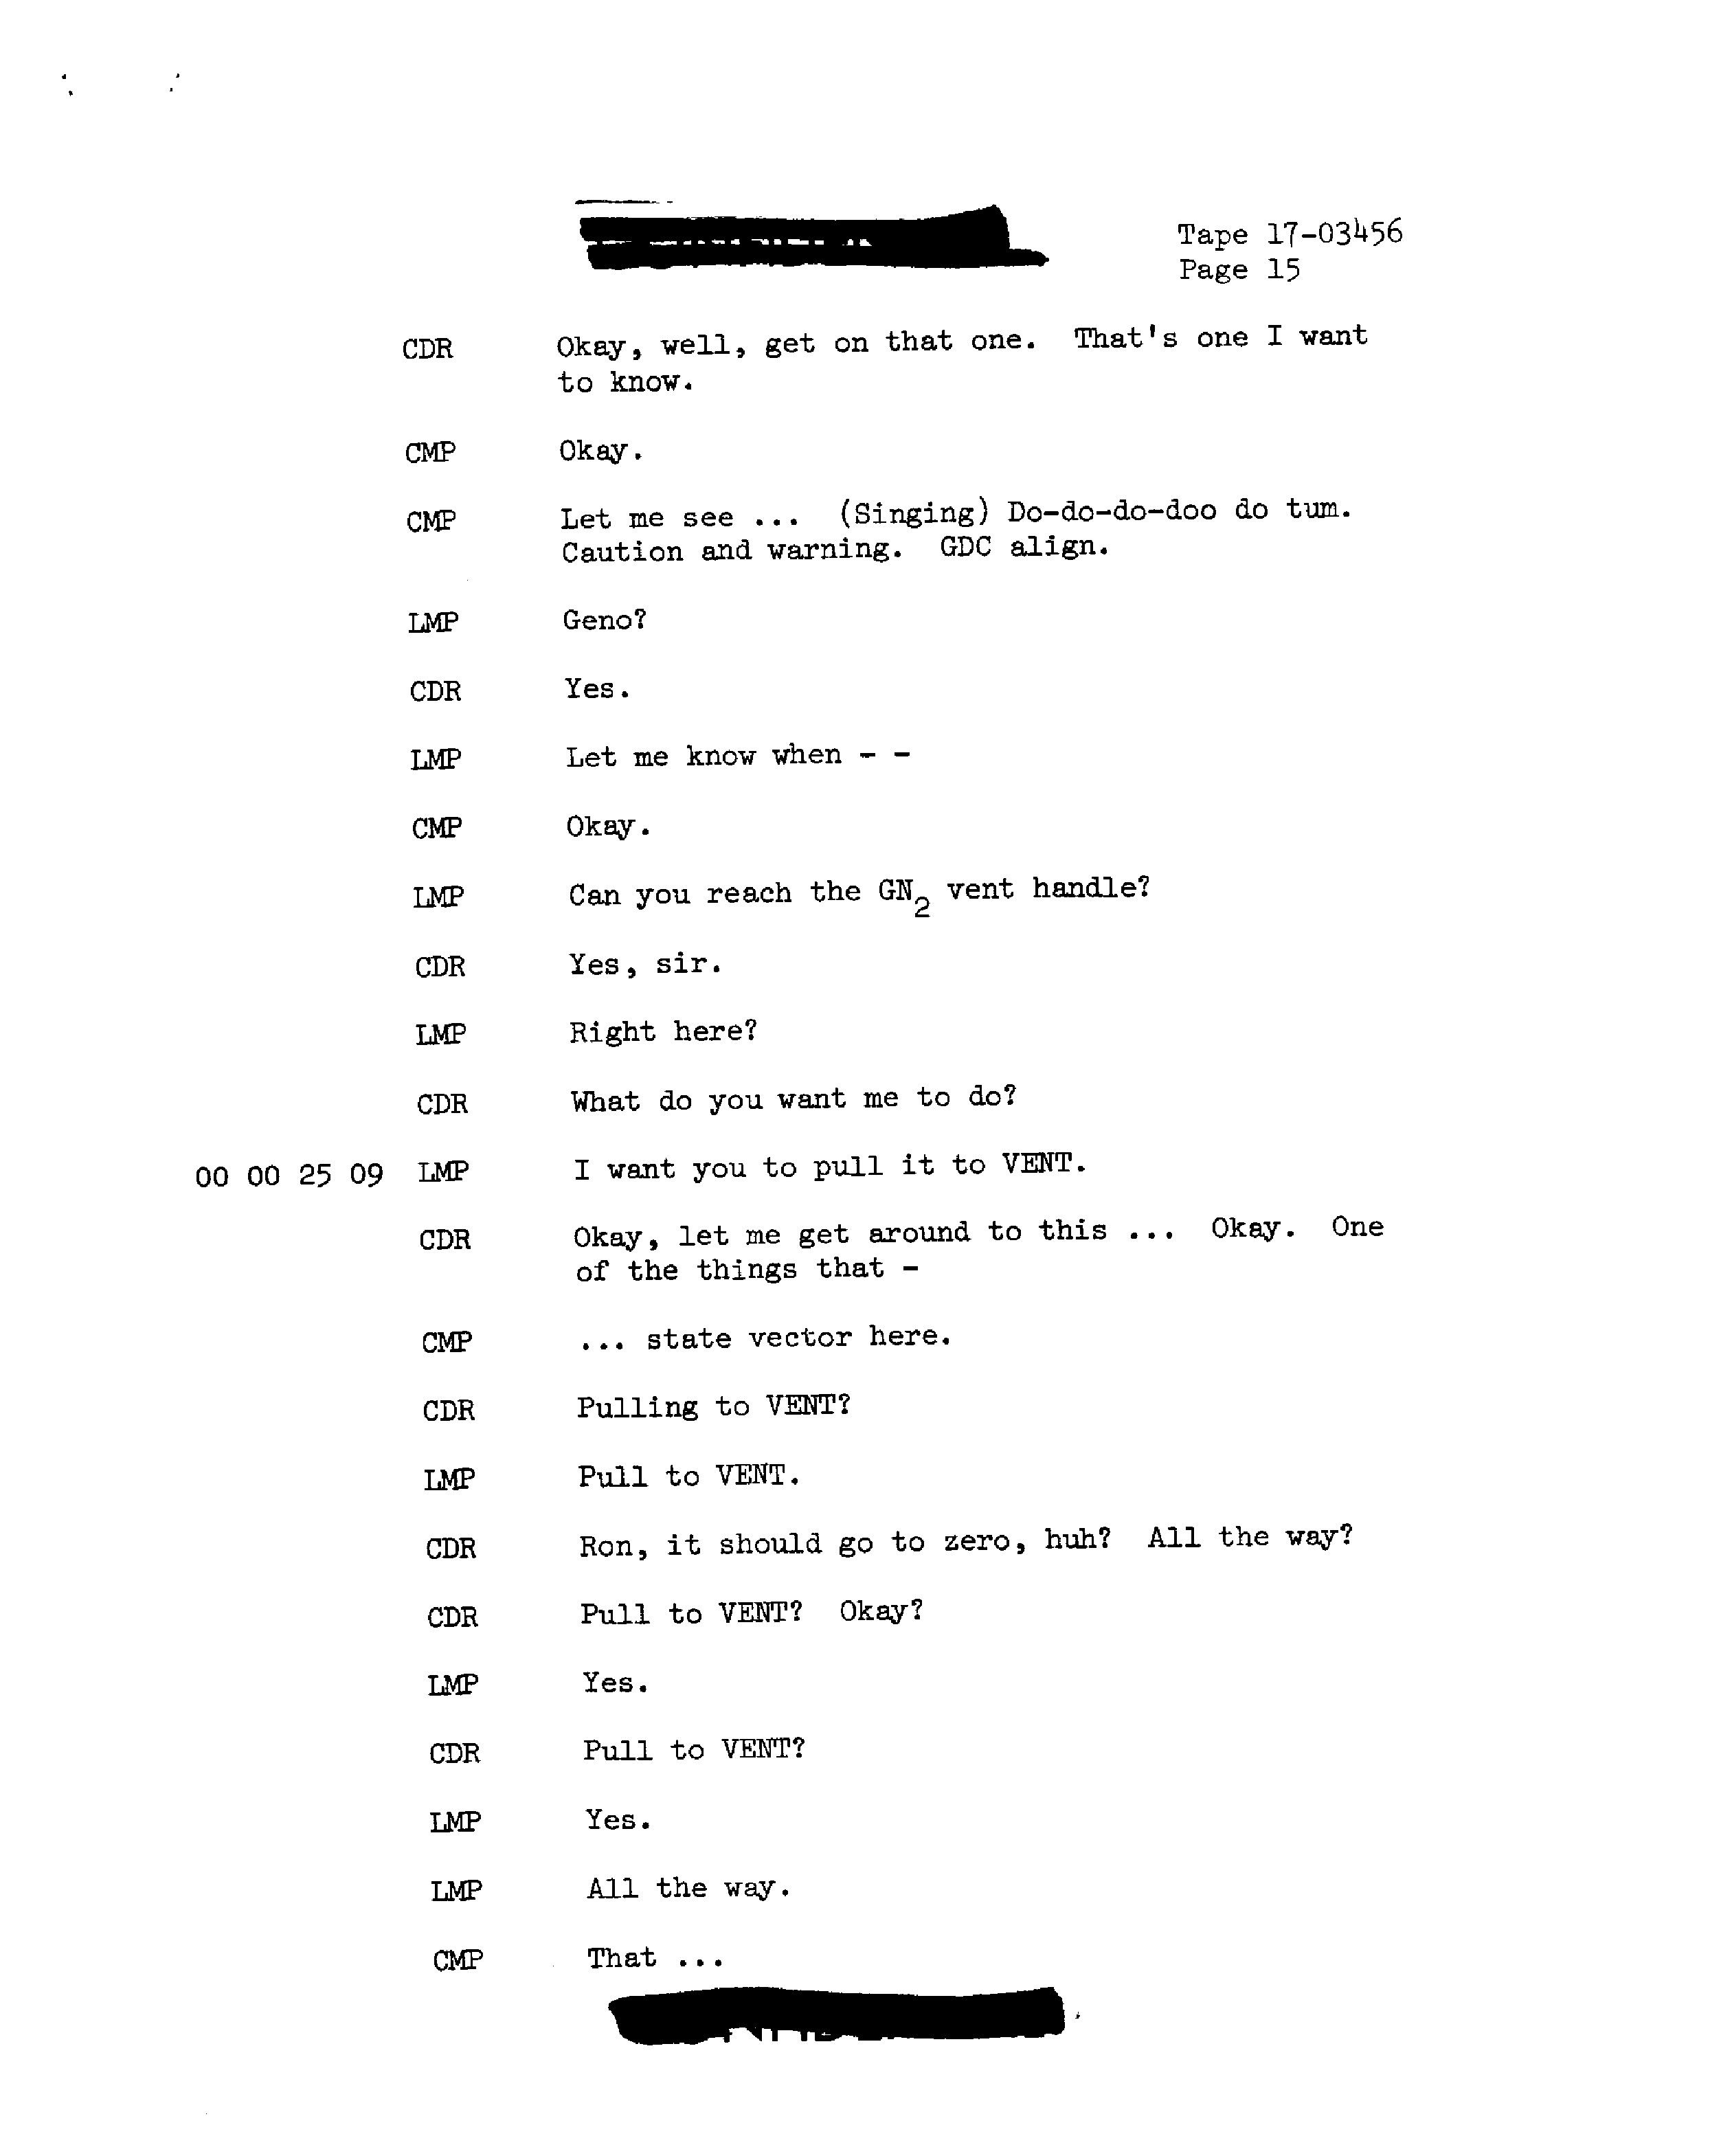 Tape 17-03456
Page 15
CDR Okay, well, get on that one. That's one I want
to know.
CMP Okay.
CMP Let me see ... (Singing) Do-do-do-doo do tum.
Caution and warning. GDC align.
LMP Geno?
CDR Yes.
LMP Let me know when - -
CMP Okay.
LMP Can you reach the GN2 vent handle?
CDR Yes, sir.
LMP Right here?
CDR What do you want me to do?
00 00 25 09 LMP I want you to pull it to VENT.
CDR Okay, let me get around to this ... Okay. One
of the things that -
CMP ... state vector here.
CDR Pulling to VENT?
LMP Pull to VENT.
CDR Ron, it should go to zero, huh? All the way?
CDR Pull to VENT? Okay?
LMP Yes.
CDR Pull to VENT?
LMP Yes.
LMP All the way.
CMP That ...